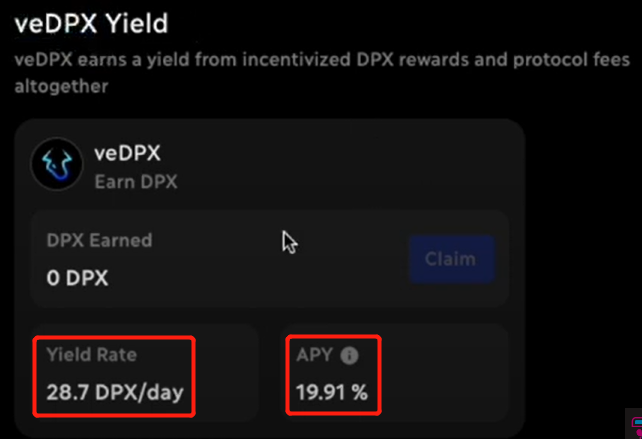 veDPX Yield
veDPX earns a yield from incentivized DPX rewards and protocol fees
altogether
veDPX
Earn DPX
DPX Earned
0 DPX
Claim
Yield Rate
28.7 DPX/day
APY
19.91 %